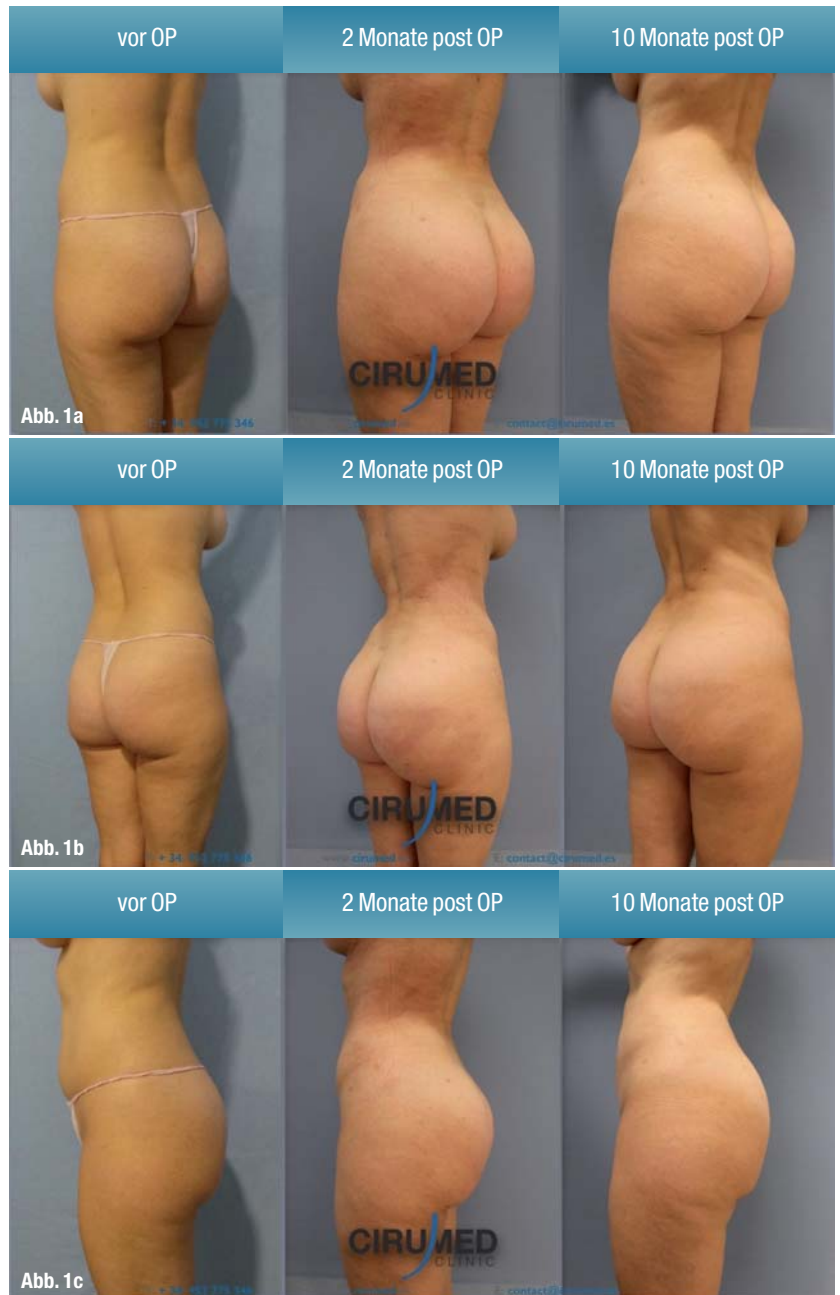 vor OP 2 Monate post OP 10 Monate post OP
CIRUMED
CLINIC
Abb. 1a
cirumed contact@cirumed.es
vor OP 2 Monate post OP 10 Monate post OP
CIRUMED
CLINIC
Abb. 1b
cirumed contact@cirumed.es
vor OP 2 Monate post OP 10 Monate post OP
CIRUMED
CLINIC
Abb. 1c